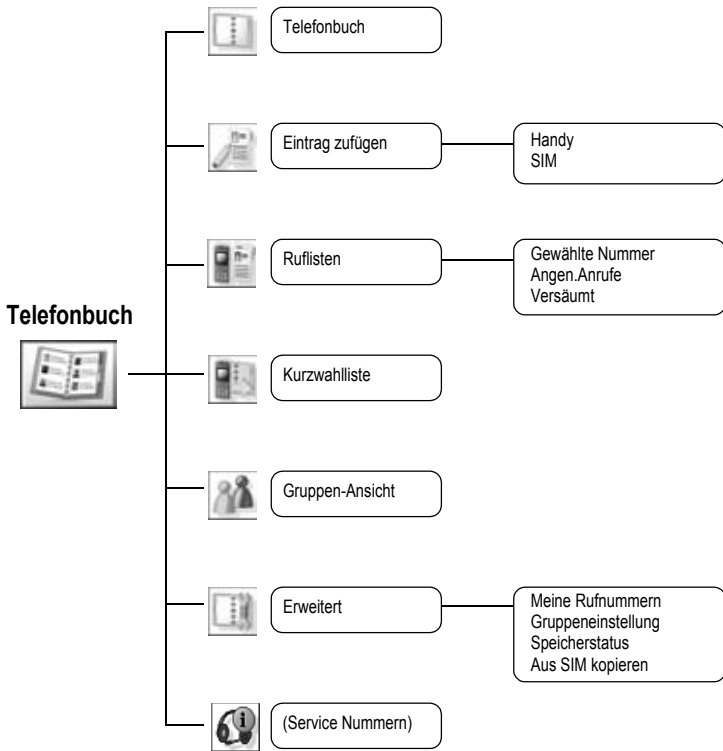 Telefonbuch
Eintrag zufügen
Handy
SIM
Ruflisten
Gewählte Nummer
Angen.Anrufe
Versäumt
Telefonbuch
Kurzwahlliste
Gruppen-Ansicht
Erweitert
Meine Rufnummern
Gruppeneinstellung
Speicherstatus
Aus SIM kopieren
(Service Nummern)